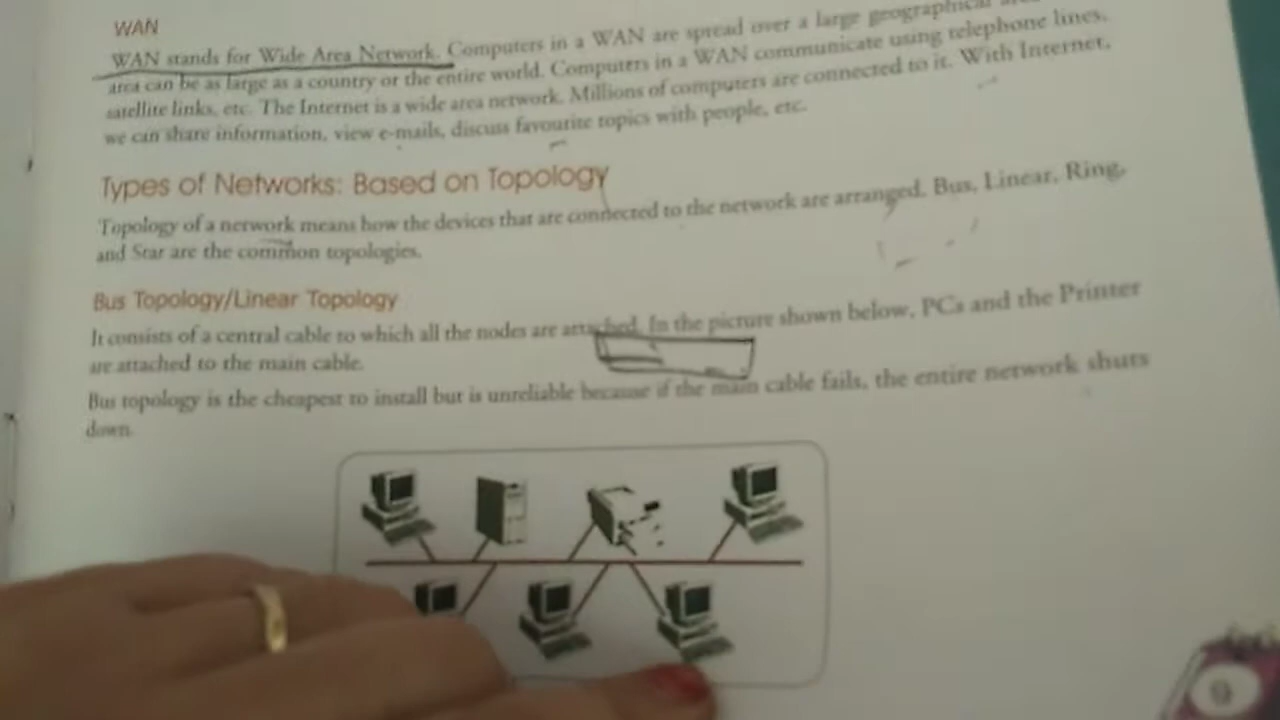 WAN
WAN stands for Wide Area Network. Computers in a WAN are spread over a large geographical
area can be as large as a country or the entire world. Computers in a WAN communicate using telephone lines,
satellite links, etc. The Internet is a wide area network. Millions of computers are connected to it. With Internet,
we can share information, view e-mails, discuss favourite topics with people, etc.
Types of Networks: Based on Topology
Topology of a network means how the devices that are connected to the network are arranged. Bus, Linear, Ring,
and Star are the common topologies.
Bus Topology/Linear Topology
It consists of a central cable to which all the nodes are attached. In the picture shown below, PCs and the Printer
are attached to the main cable.
Bus topology is the cheapest to install but is unreliable because if the main cable fails, the entire network shuts
down.
9